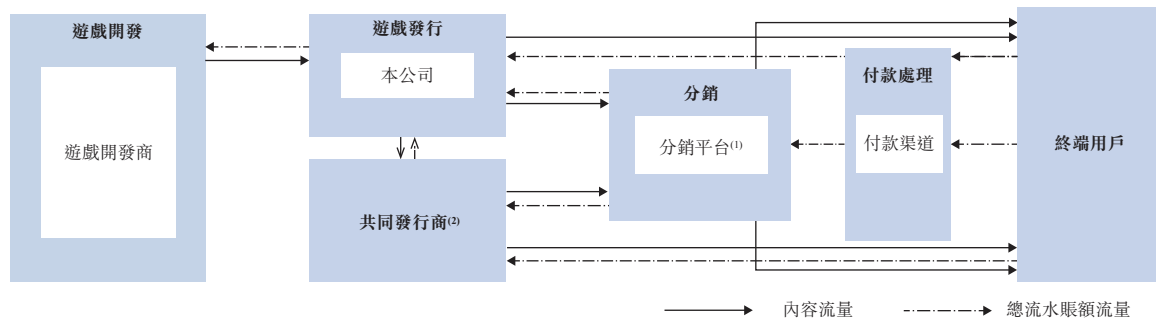 遊戲開發
遊戲開發商
遊戲發行
本公司
共同發行商(2)
分銷
分銷平台(1)
付款處理
付款渠道
終端用戶
內容流量
總流水賬額流量